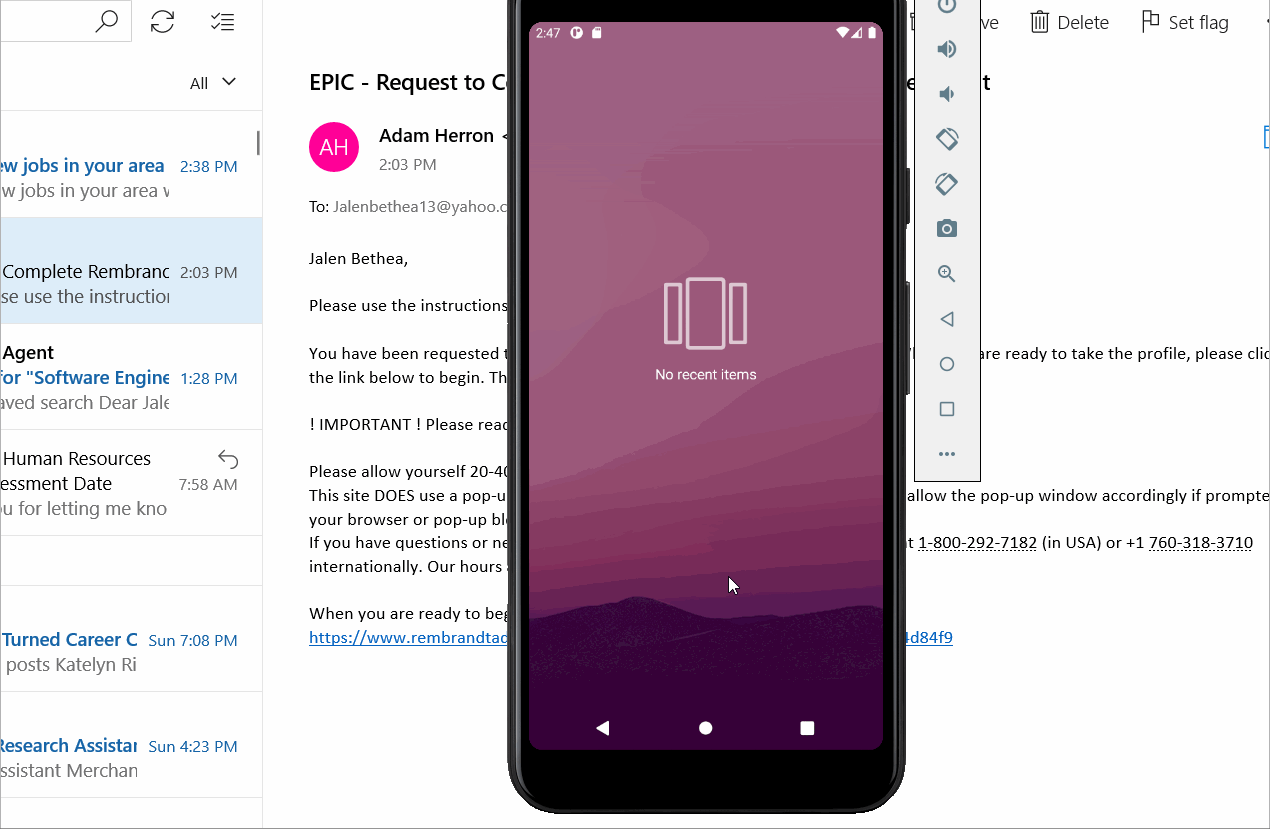 ve
Delete
Set flag
All
EPIC - Request to C
t
AH
Adam Herron <
2:03 PM
To: Jalenbethea13@yahoo.c
Jalen Bethea,
Please use the instructions
You have been requested t
are ready to take the profile, please clic
the link below to begin. Th
! IMPORTANT ! Please read
Please allow yourself 20-40
This site DOES use a pop-u
allow the pop-up window accordingly if prompte
your browser or pop-up bl
If you have questions or ne
t 1-800-292-7182 (in USA) or +1 760-318-3710
internationally. Our hours
When you are ready to beg
https://www.rembrandtad
4d84f9
ew jobs in your area 2:38 PM
w jobs in your area w
Complete Rembranc 2:03 PM
se use the instruction
Agent
for "Software Engine 1:28 PM
aved search Dear Jale
Human Resources
essment Date 7:58 AM
u for letting me kno
Turned Career C Sun 7:08 PM
posts Katelyn Ri
Research Assistar Sun 4:23 PM
ssistant Merchan
2:47
No recent items